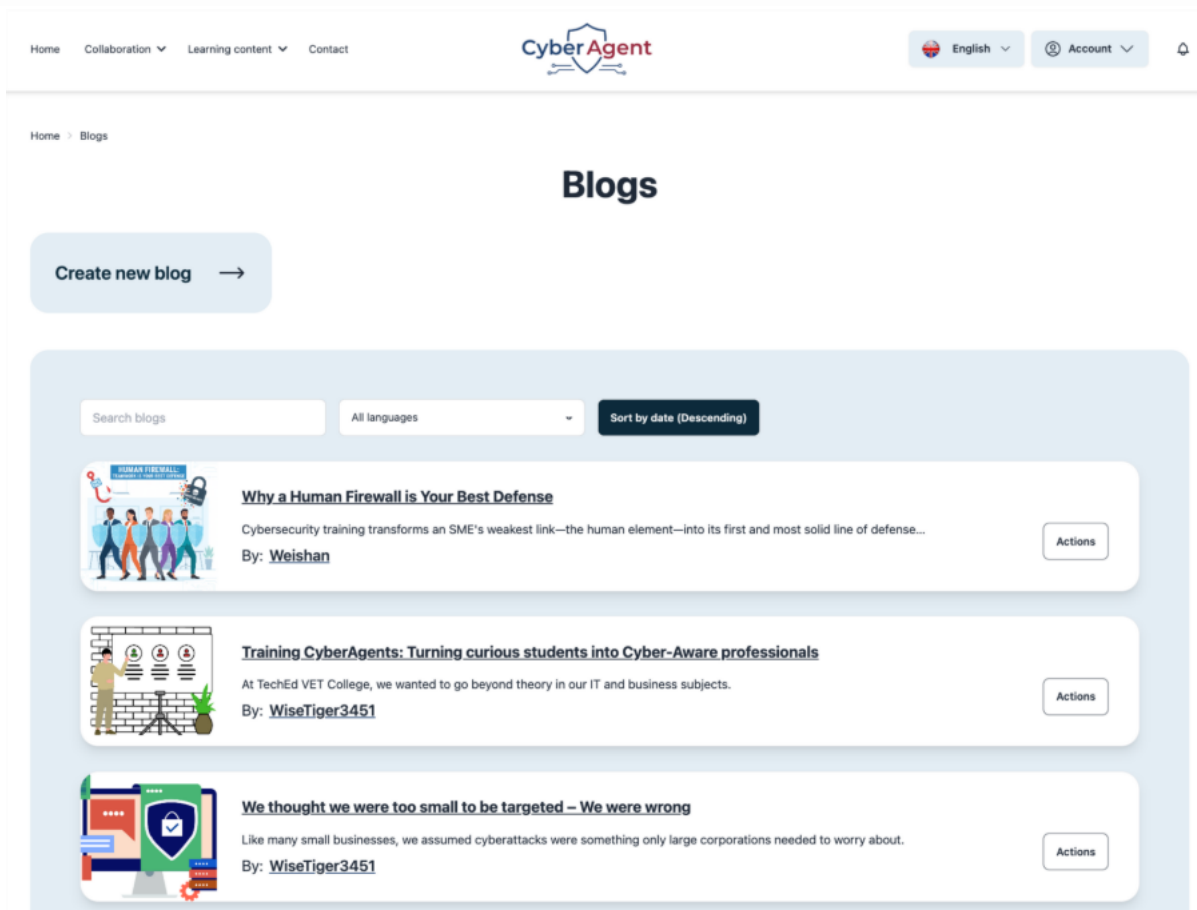 Home Collaboration Learning content Contact
CyberAgent
English Account
Home > Blogs
Blogs
Create new blog →
Search blogs
All languages
Sort by date (Descending)
HUMAN FIREWALL:
TEAMWORK IS YOUR BEST DEFENSE
Why a Human Firewall is Your Best Defense
Cybersecurity training transforms an SME's weakest link—the human element—into its first and most solid line of defense...
By: Weishan
Actions
Training CyberAgents: Turning curious students into Cyber-Aware professionals
At TechEd VET College, we wanted to go beyond theory in our IT and business subjects.
By: WiseTiger3451
Actions
We thought we were too small to be targeted – We were wrong
Like many small businesses, we assumed cyberattacks were something only large corporations needed to worry about.
By: WiseTiger3451
Actions